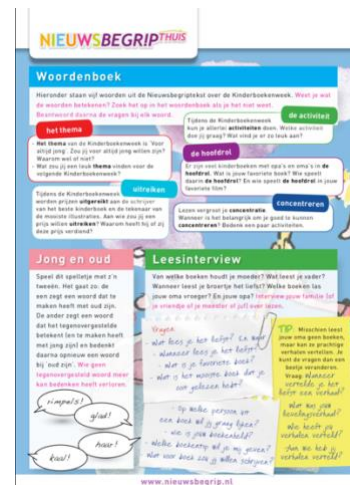 NIEUWSBEGRIP THUIS
Woordenboek
Hieronder staan vijf woorden uit de Nieuwsbegriptekst over de Kinderboekenweek. Weet je wat
de woorden betekenen? Zoek het op in het woordenboek als je het niet weet.
Beantwoord daarna de vragen bij elk woord.
het thema
Het thema van de Kinderboekenweek is 'Voor
altijd jong'. Zou jij voor altijd jong willen zijn?
Waarom wel of niet?
Wat zou jij een leuk thema vinden voor de
volgende Kinderboekenweek?
de activiteit
Tijdens de Kinderboekenweek
kun je allerlei activiteiten doen. Welke activiteit
doe jij graag? Wat vind je er zo leuk aan?
de hoofdrol
Er zijn veel kinderboeken met opa's en oma's in de
hoofdrol. Wat is jouw favoriete boek? Wie speelt
daarin de hoofdrol? En wie speelt de hoofdrol in jouw
favoriete film?
uitreiken
Tijdens de Kinderboekenweek
worden prijzen uitgereikt aan de schrijver
van het beste kinderboek en de tekenaar van
de mooiste illustraties. Aan wie zou jij een
prijs willen uitreiken? Waarom heeft hij of zij
deze prijs verdiend?
concentreren
Lezen vergroot je concentratie.
Wanneer is het belangrijk om je goed te kunnen
concentreren? Bedenk een paar activiteiten.
Jong en oud
Speel dit spelletje met z'n
tweeën. Het gaat zo: de
een zegt een woord dat te
maken heeft met oud zijn.
De ander zegt een woord
dat het tegenovergestelde
betekent (en te maken heeft
met jong zijn) en bedenkt
daarna opnieuw een woord
bij 'oud zijn'. Wie geen
tegenovergesteld woord meer
kan bedenken heeft verloren.
rimpels!
glad!
haar!
kaal!
Leesinterview
Van welke boeken houdt je moeder? Wat leest je vader?
Wanneer leest je broertje het liefst? Welke boeken las
jouw oma vroeger? En jouw opa? Interview jouw familie (of
je vriendje of je meester of juf) over lezen.
Vragen
- Wat lees je het liefst? En waar
- Wanneer lees je het liefst?
- Wat is je favoriete boek?
- Wat is het mooiste boek dat je
ooit gelezen hebt?
- Op welke persoon uit
een boek wil je graag lijken?
- Wie is jouw boekenheld?
- Welke boekentip wil je mij geven?
- Wat voor boek zou jij willen schrijven?
TIP Misschien leest
jouw oma geen boeken,
maar kan ze prachtige
verhalen vertellen. Je
kunt de vragen dan een
beetje veranderen.
Vraag: Wanneer
vertelde je het
liefst een verhaal?
Wat was jouw
lievelingsverhaal?
Wie heeft je
verhalen verteld?
Aan wie heb jij
verhalen verteld?
www.nieuwsbegrip.nl